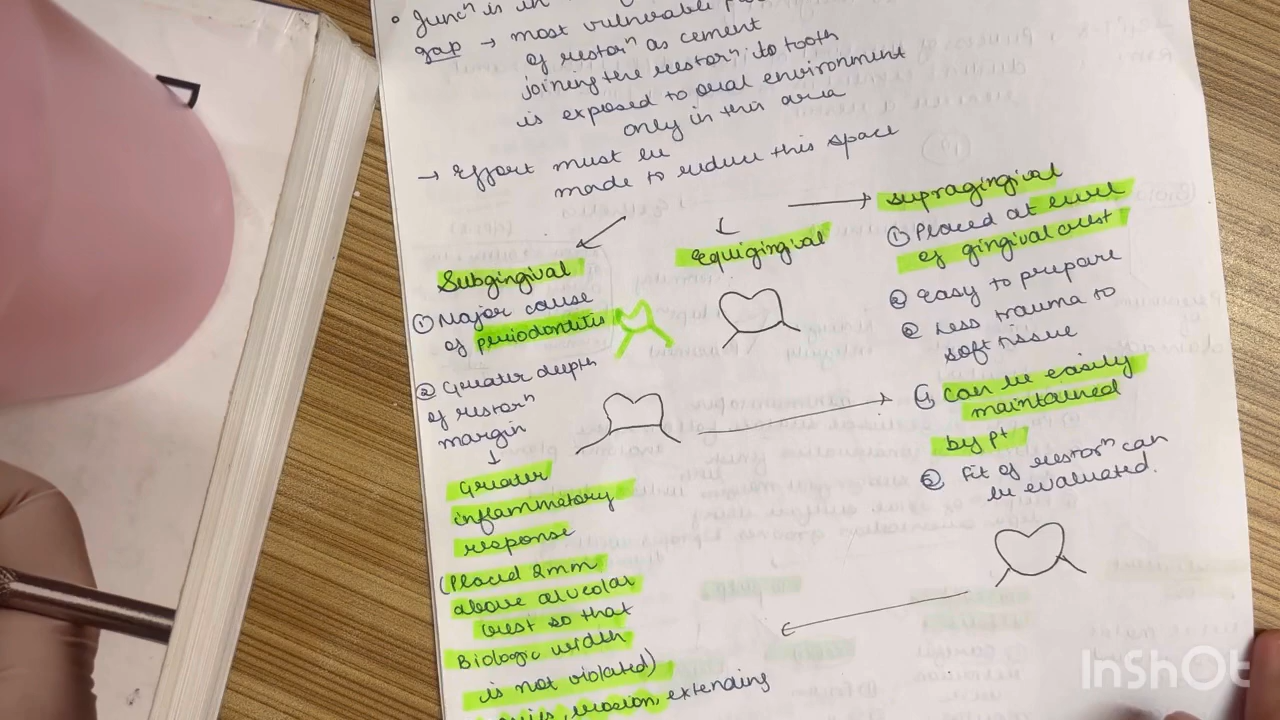 Juncⁿ is in
gap → most vulnerable
of restorⁿ as cement
joining the restorⁿ to tooth
is exposed to oral environment
only in this area
→ Effort must be
made to reduce this space
Subgingival
① Major cause
of periodontitis
② Greater depth
of restorⁿ
margin
↓
Greater
inflammatory
response
(Placed 2mm
above alveolar
crest so that
Biologic width
is not violated)
erosion, extending
equigingival
→ supragingival
① Placed at level
of gingival crest
② easy to prepare
② Less trauma to
soft tissue
④ can be easily
maintained
by pt
⑤ Fit of restorⁿ can
be evaluated.
InShOt